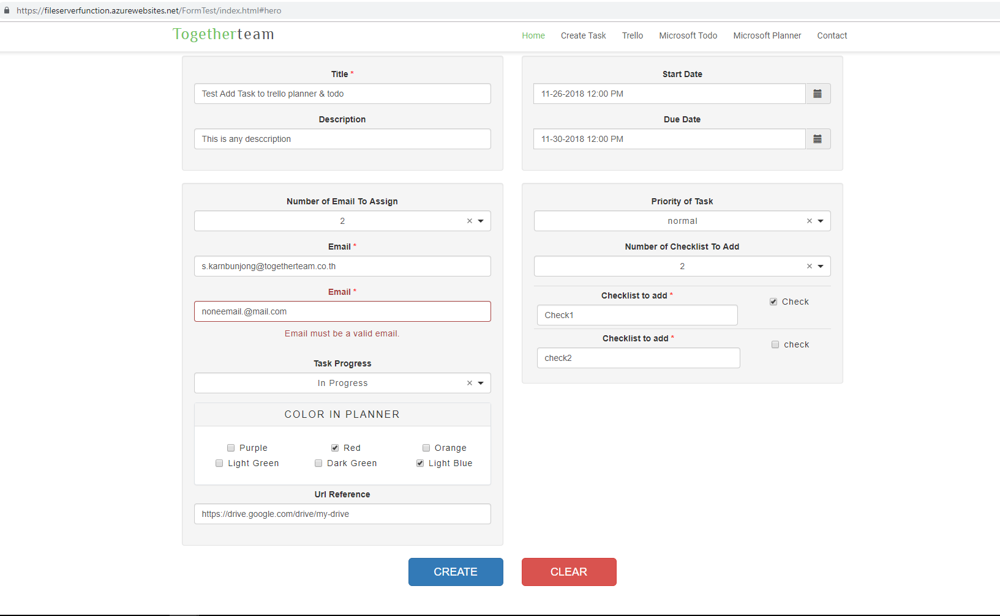 https://fileserverfunction.azurewebsites.net/FormTest/index.html#hero
Togetherteam
Home Create Task Trello Microsoft Todo Microsoft Planner Contact
Title *
Test Add Task to trello planner & todo
Description
This is any desccription
Start Date
11-26-2018 12:00 PM
Due Date
11-30-2018 12:00 PM
Number of Email To Assign
2 ×
Email *
s.karnbunjong@togetherteam.co.th
Email *
noneemail.@mail.com
Email must be a valid email.
Task Progress
In Progress ×
COLOR IN PLANNER
Purple Red Orange
Light Green Dark Green Light Blue
Url Reference
https://drive.google.com/drive/my-drive
Priority of Task
normal ×
Number of Checklist To Add
2 ×
Checklist to add *
Check
Check1
Checklist to add *
check
check2
CREATE CLEAR